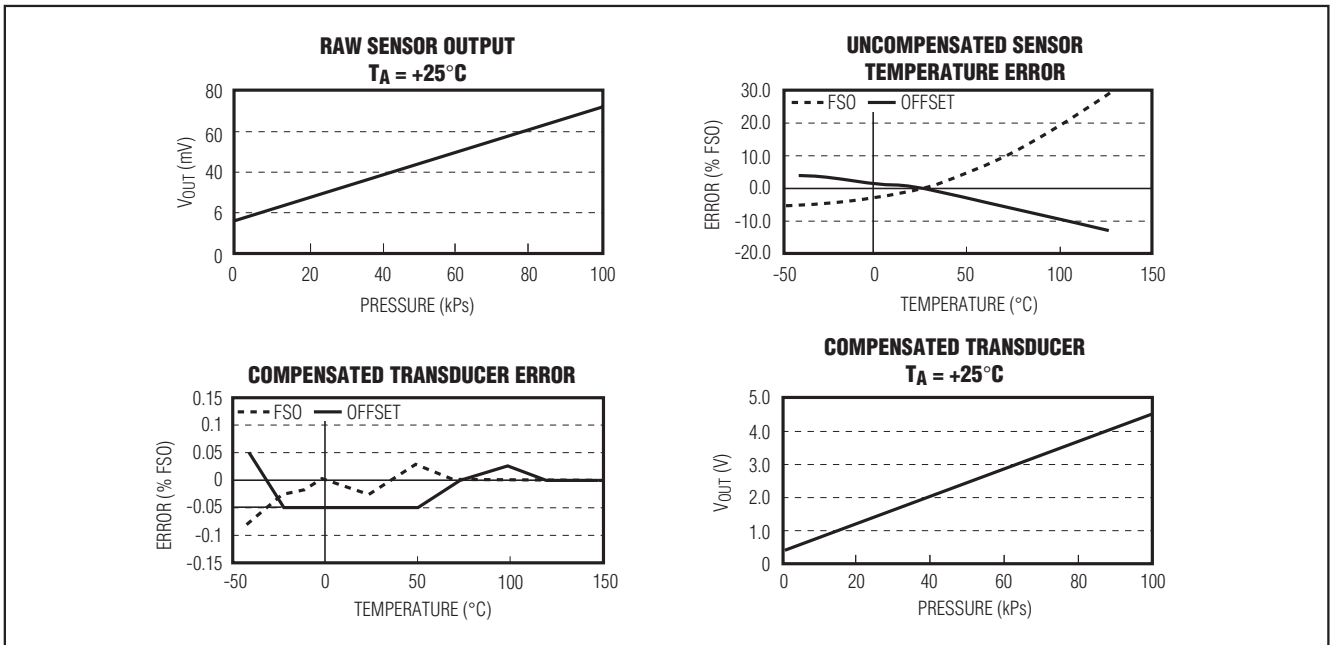 RAW SENSOR OUTPUT
TA = +25°C
80
60
40
6
0
VOUT (mV)
0 20 40 60 80 100
PRESSURE (kPs)
UNCOMPENSATED SENSOR
TEMPERATURE ERROR
FSO OFFSET
30.0
20.0
10.0
0.0
-10.0
-20.0
ERROR (% FSO)
-50 0 50 100 150
TEMPERATURE (°C)
COMPENSATED TRANSDUCER ERROR
FSO OFFSET
0.15
0.1
0.05
0
-0.05
-0.1
-0.15
ERROR (% FSO)
-50 0 50 100 150
TEMPERATURE (°C)
COMPENSATED TRANSDUCER
TA = +25°C
5.0
4.0
3.0
2.0
1.0
0
VOUT (V)
0 20 40 60 80 100
PRESSURE (kPs)